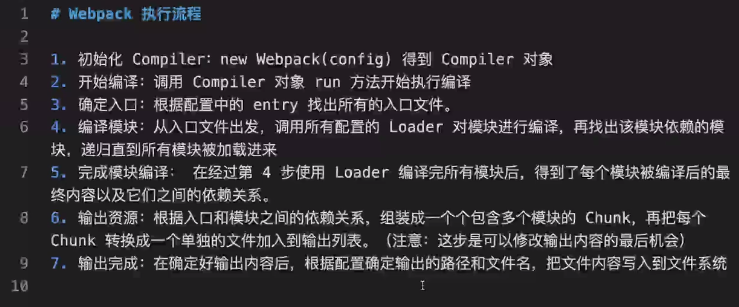 1 # Webpack 执行流程
2
3 1. 初始化 Compiler：new Webpack(config) 得到 Compiler 对象
4 2. 开始编译：调用 Compiler 对象 run 方法开始执行编译
5 3. 确定入口：根据配置中的 entry 找出所有的入口文件。
6 4. 编译模块：从入口文件出发，调用所有配置的 Loader 对模块进行编译，再找出该模块依赖的模
块，递归直到所有模块被加载进来
7 5. 完成模块编译： 在经过第 4 步使用 Loader 编译完所有模块后，得到了每个模块被编译后的最
终内容以及它们之间的依赖关系。
8 6. 输出资源：根据入口和模块之间的依赖关系，组装成一个个包含多个模块的 Chunk，再把每个
Chunk 转换成一个单独的文件加入到输出列表。（注意：这步是可以修改输出内容的最后机会）
9 7. 输出完成：在确定好输出内容后，根据配置确定输出的路径和文件名，把文件内容写入到文件系统
10